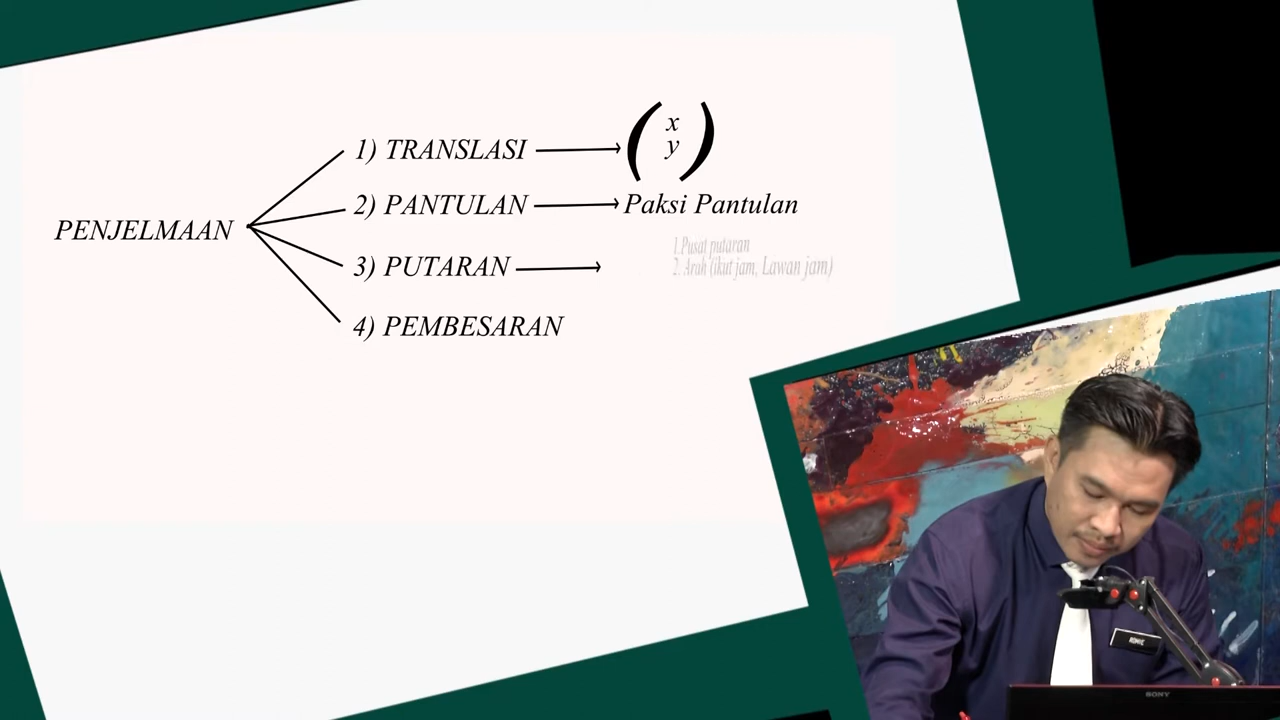 PENJELMAAN
1) TRANSLASI
( x
y )
2) PANTULAN
Paksi Pantulan
3) PUTARAN
1. Pusat putaran
2. Arah (ikut jam, Lawan jam)
4) PEMBESARAN
SONY